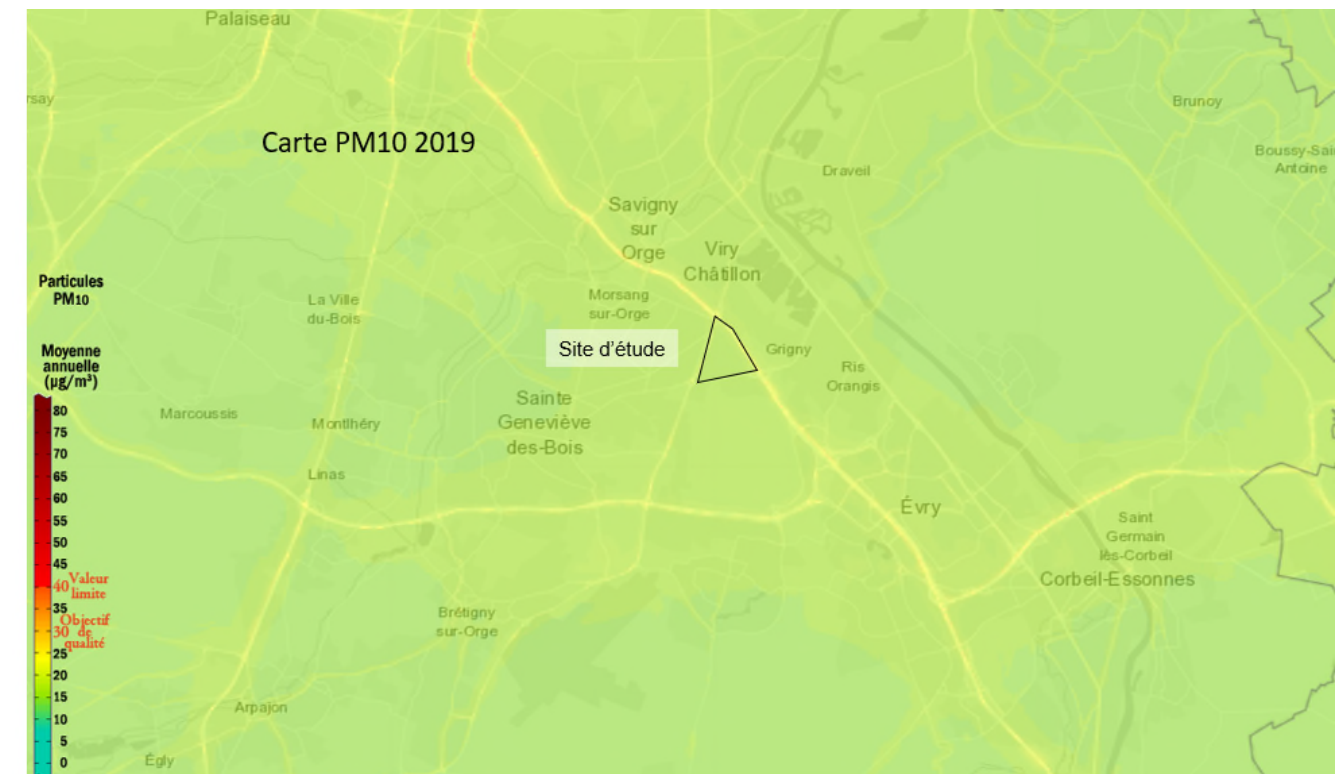 Palaiseau
rsay
Brunoy
Carte PM10 2019
Boussy-Sai
Antoine
Draveil
Savigny
sur
Orge
Viry
Châtillon
Particules
PM10
La Ville
du-Bois
Morsang
sur-Orge
Site d'étude
Grigny
Ris
Orangis
Moyenne
annuelle
(µg/m³)
Marcoussis
Montlhéry
Sainte
Geneviève
des-Bois
Linas
Évry
Saint
Germain
lès-Corbeil
Corbeil-Essonnes
80
75
70
65
60
55
50
45
40 Valeur
limite
35
Objectif
30 de
qualité
25
20
15
10
5
0
Brétigny
sur-Orge
Arpajon
Égly